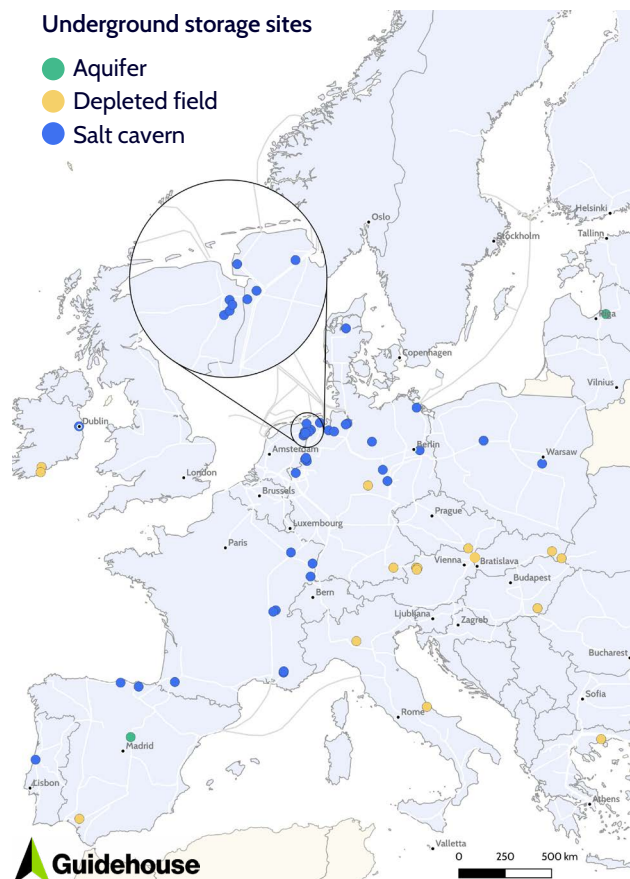 Underground storage sites
Aquifer
Depleted field
Salt cavern
Oslo
Stockholm
Helsinki
Tallinn
Riga
Vilnius
Copenhagen
Dublin
Amsterdam
Berlin
Warsaw
London
Brussels
Prague
Luxembourg
Paris
Vienna
Bratislava
Budapest
Bern
Ljubljana
Zagreb
Bucharest
Sofia
Rome
Madrid
Lisbon
Athens
Valletta
Guidehouse
0 250 500 km